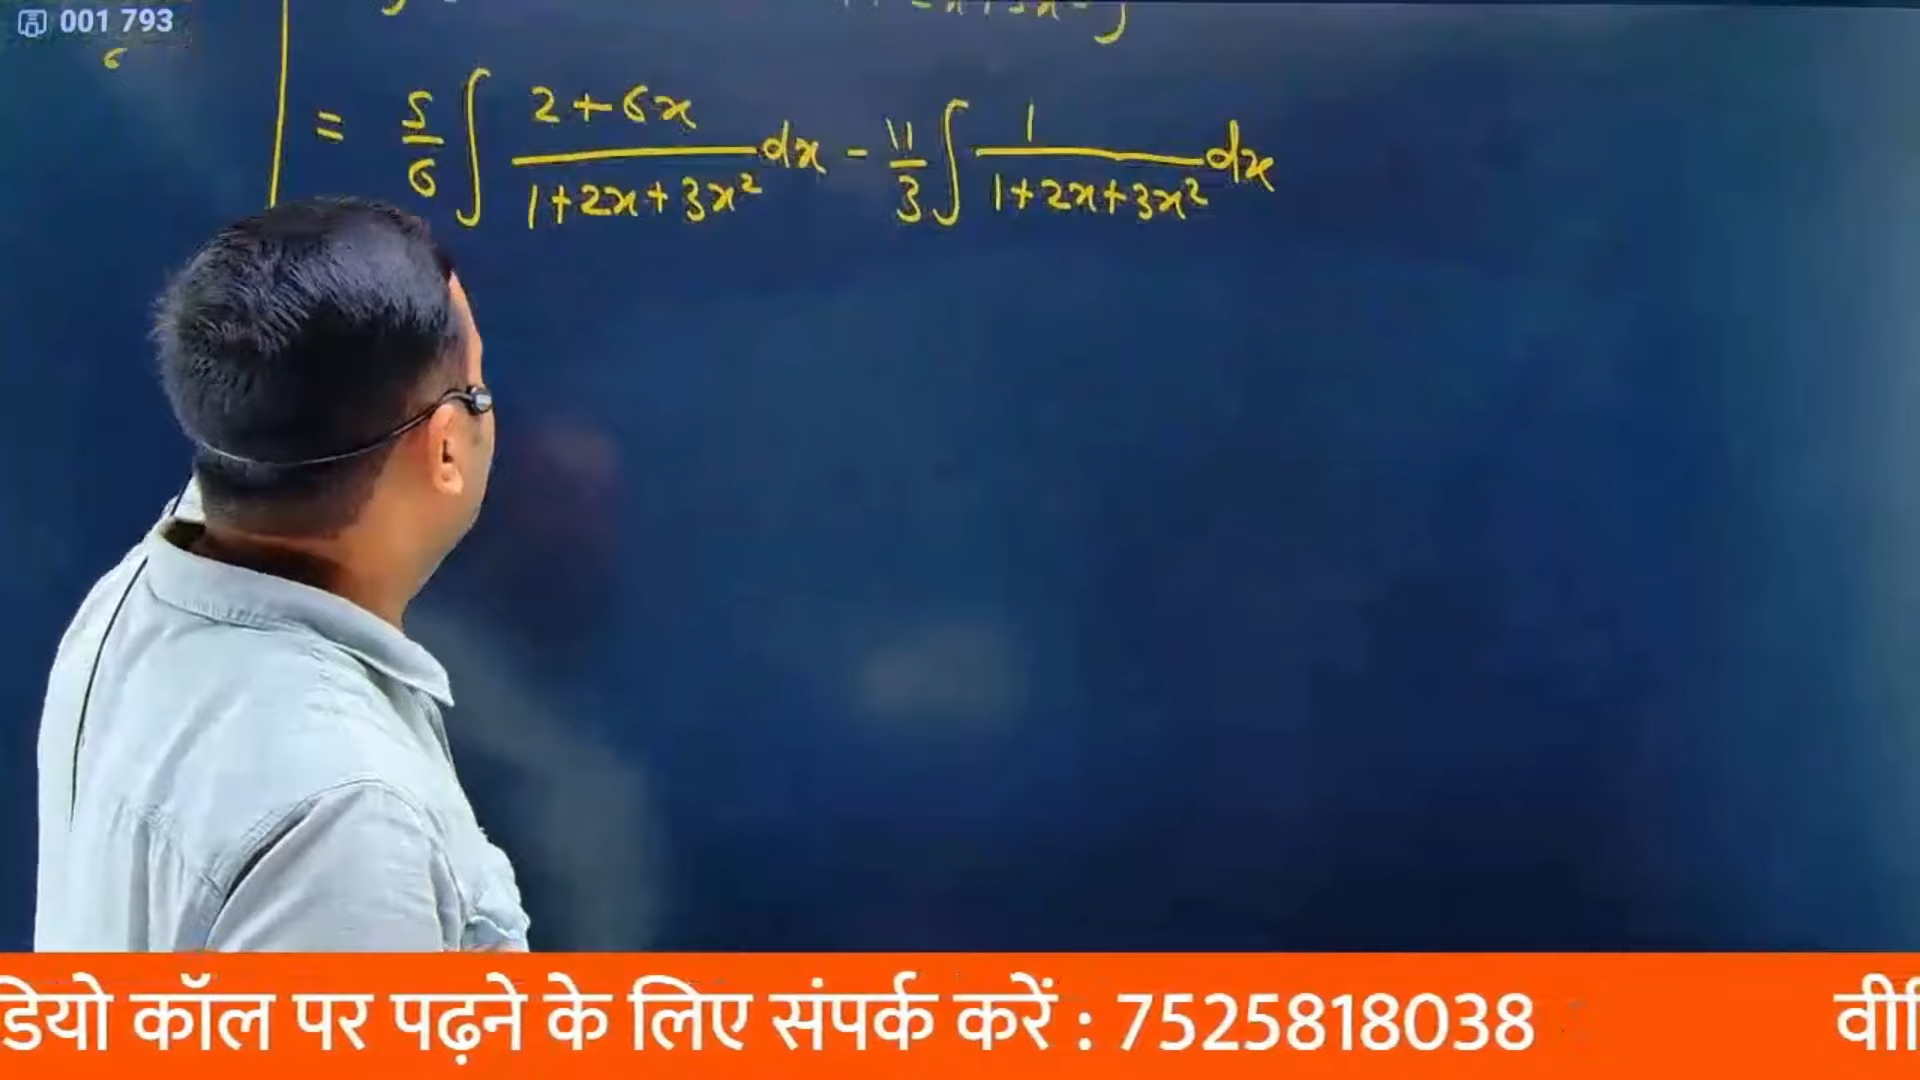 001 793
6
= 5/6 ∫ (2+6x)/(1+2x+3x²) dx - 11/3 ∫ 1/(1+2x+3x²) dx
डियो कॉल पर पढ़ने के लिए संपर्क करें : 7525818038 वी